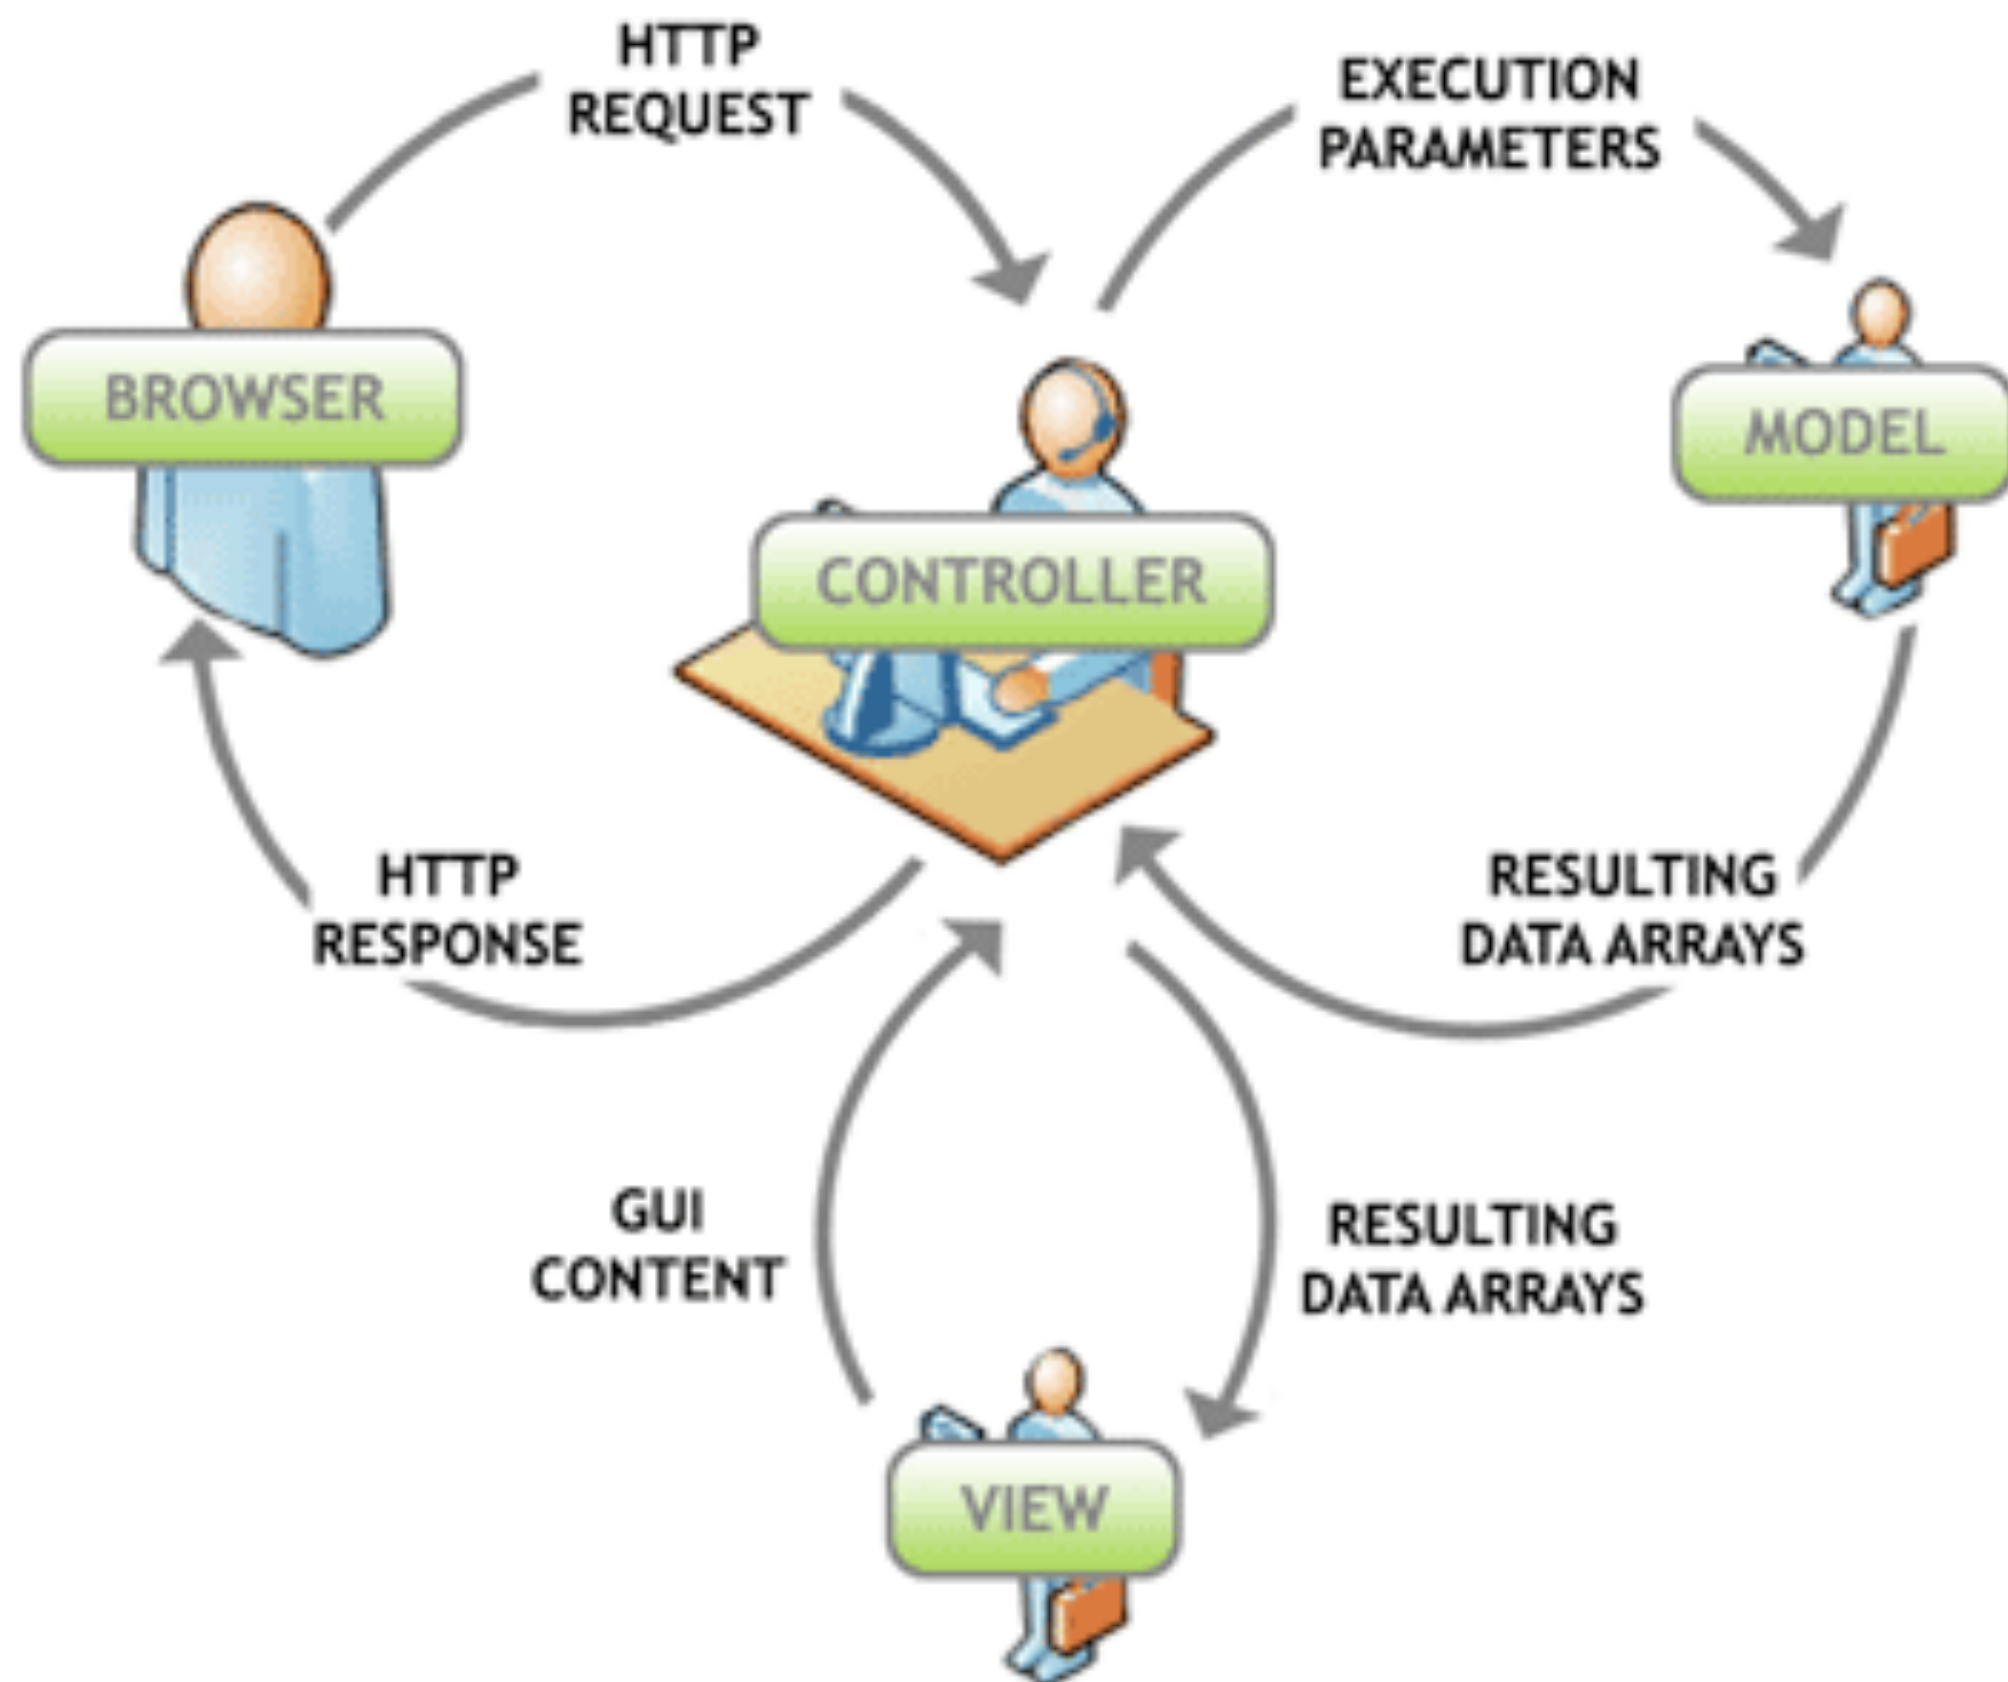 HTTP
REQUEST
EXECUTION
PARAMETERS
BROWSER
MODEL
CONTROLLER
HTTP
RESPONSE
RESULTING
DATA ARRAYS
GUI
CONTENT
RESULTING
DATA ARRAYS
VIEW